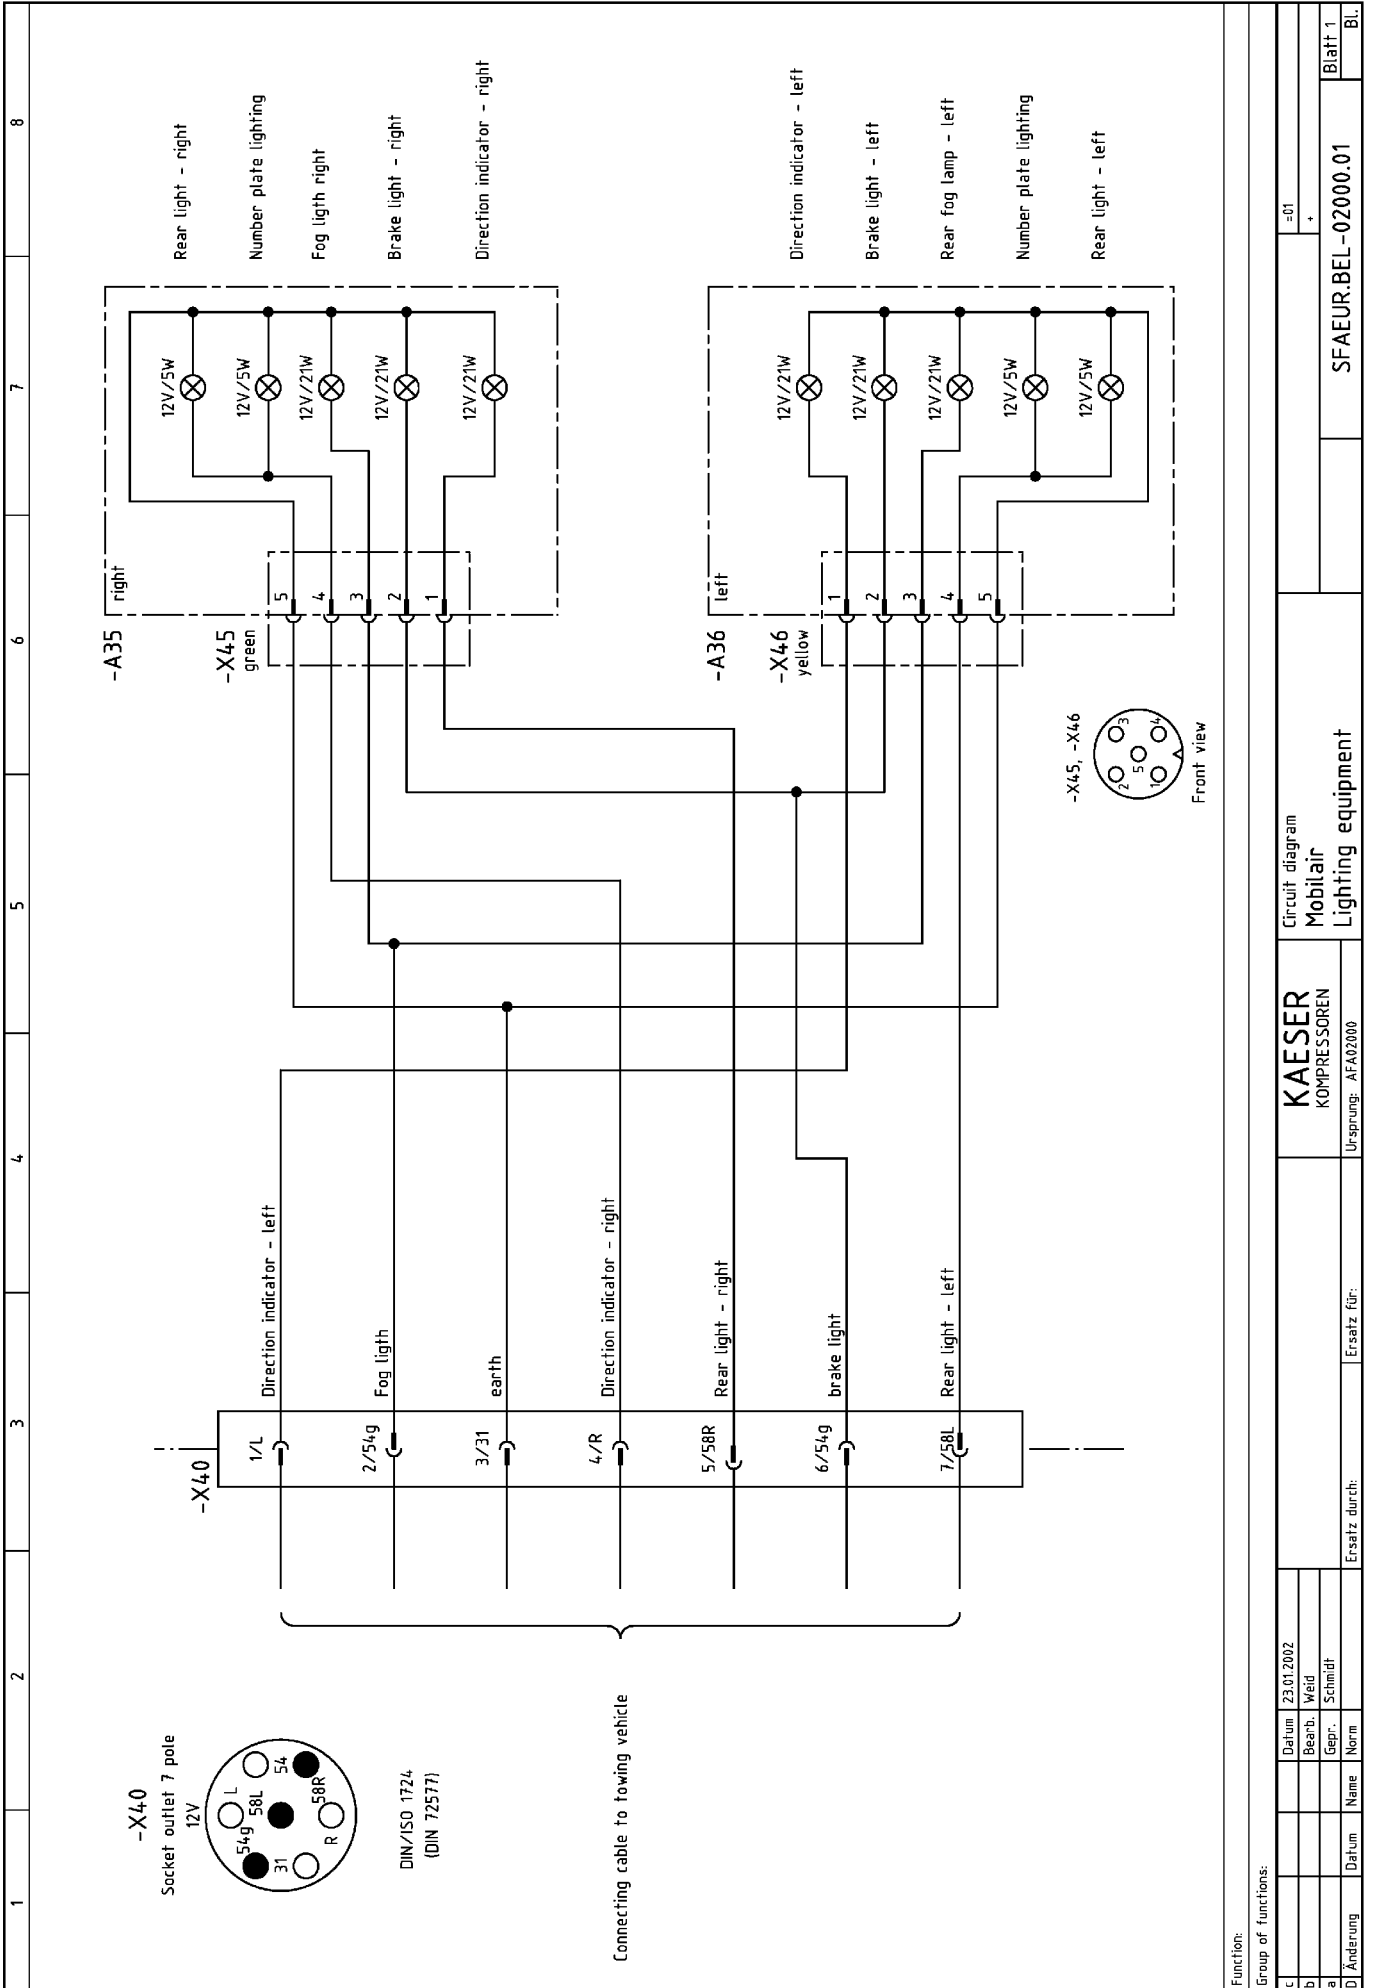 1
2
3
4
5
6
7
8
-X40
Socket outlet 7 pole
12V
L
54g
58L
54
31
58R
R
DIN/ISO 1724
(DIN 72577)
Connecting cable to towing vehicle
-X40
1/L
Direction indicator - left
2/54g
Fog ligth
3/31
earth
4/R
Direction indicator - right
5/58R
Rear light - right
6/54g
brake light
7/58L
Rear light - left
-A35
right
-X45
green
5
4
3
2
1
12V/5W
Rear light - right
12V/5W
Number plate lighting
12V/21W
Fog ligth right
12V/21W
Brake light - right
12V/21W
Direction indicator - right
-A36
left
-X46
yellow
1
2
3
4
5
12V/21W
Direction indicator - left
12V/21W
Brake light - left
12V/21W
Rear fog lamp - left
12V/5W
Number plate lighting
12V/5W
Rear light - left
-X45, -X46
2
3
5
1
4
Front view
Function:
Group of functions:
c
b
a
D
Änderung
Datum
Name
Datum
23.01.2002
Bearb.
Weid
Gepr.
Schmidt
Norm
Ersatz durch:
Ersatz für:
KAESER
KOMPRESSOREN
Ursprung: AFA02000
Circuit diagram
Mobilair
Lighting equipment
SFAEUR.BEL-02000.01
=01
+
Blatt 1
Bl.